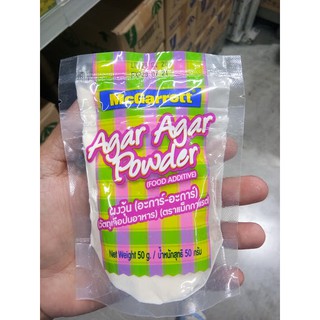 McGarrett
Agar Agar
Powder
(FOOD ADDITIVE)
ผงวุ้น (อะการ์-อะการ์)
(วัตถุเจือปนอาหาร) (ตราแม็กกาแรต)
Net Weight 50 g. / น้ำหนักสุทธิ 50 กรัม